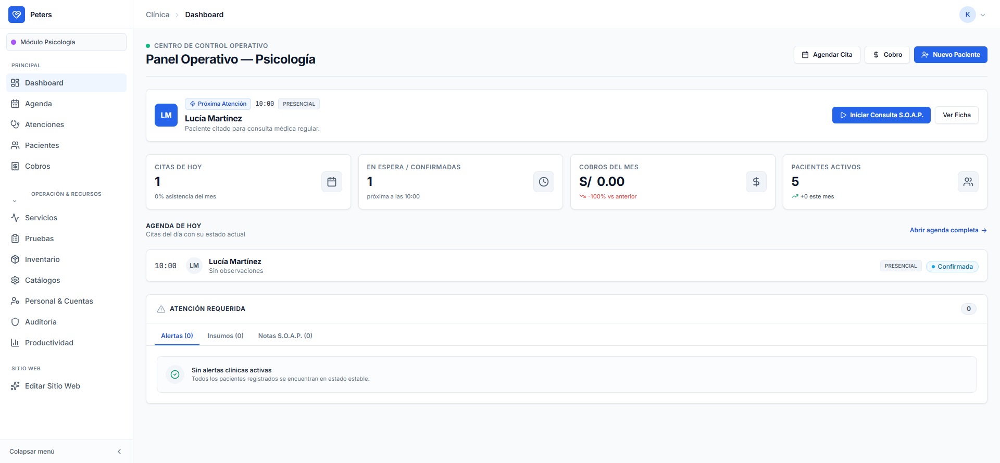 Peters
Clínica
Dashboard
K
Módulo Psicología
PRINCIPAL
Dashboard
Agenda
Atenciones
Pacientes
Cobros
OPERACIÓN & RECURSOS
Servicios
Pruebas
Inventario
Catálogos
Personal & Cuentas
Auditoría
Productividad
SITIO WEB
Editar Sitio Web
Colapsar menú
CENTRO DE CONTROL OPERATIVO
Panel Operativo — Psicología
Agendar Cita
Cobro
Nuevo Paciente
LM
Próxima Atención 10:00 PRESENCIAL
Lucía Martínez
Paciente citado para consulta médica regular.
Iniciar Consulta S.O.A.P.
Ver Ficha
CITAS DE HOY
1
0% asistencia del mes
EN ESPERA / CONFIRMADAS
1
próxima a las 10:00
COBROS DEL MES
S/ 0.00
-100% vs anterior
PACIENTES ACTIVOS
5
+0 este mes
AGENDA DE HOY
Citas del día con su estado actual
Abrir agenda completa →
10:00
LM
Lucía Martínez
Sin observaciones
PRESENCIAL
Confirmada
ATENCIÓN REQUERIDA
0
Alertas (0)
Insumos (0)
Notas S.O.A.P. (0)
Sin alertas clínicas activas
Todos los pacientes registrados se encuentran en estado estable.